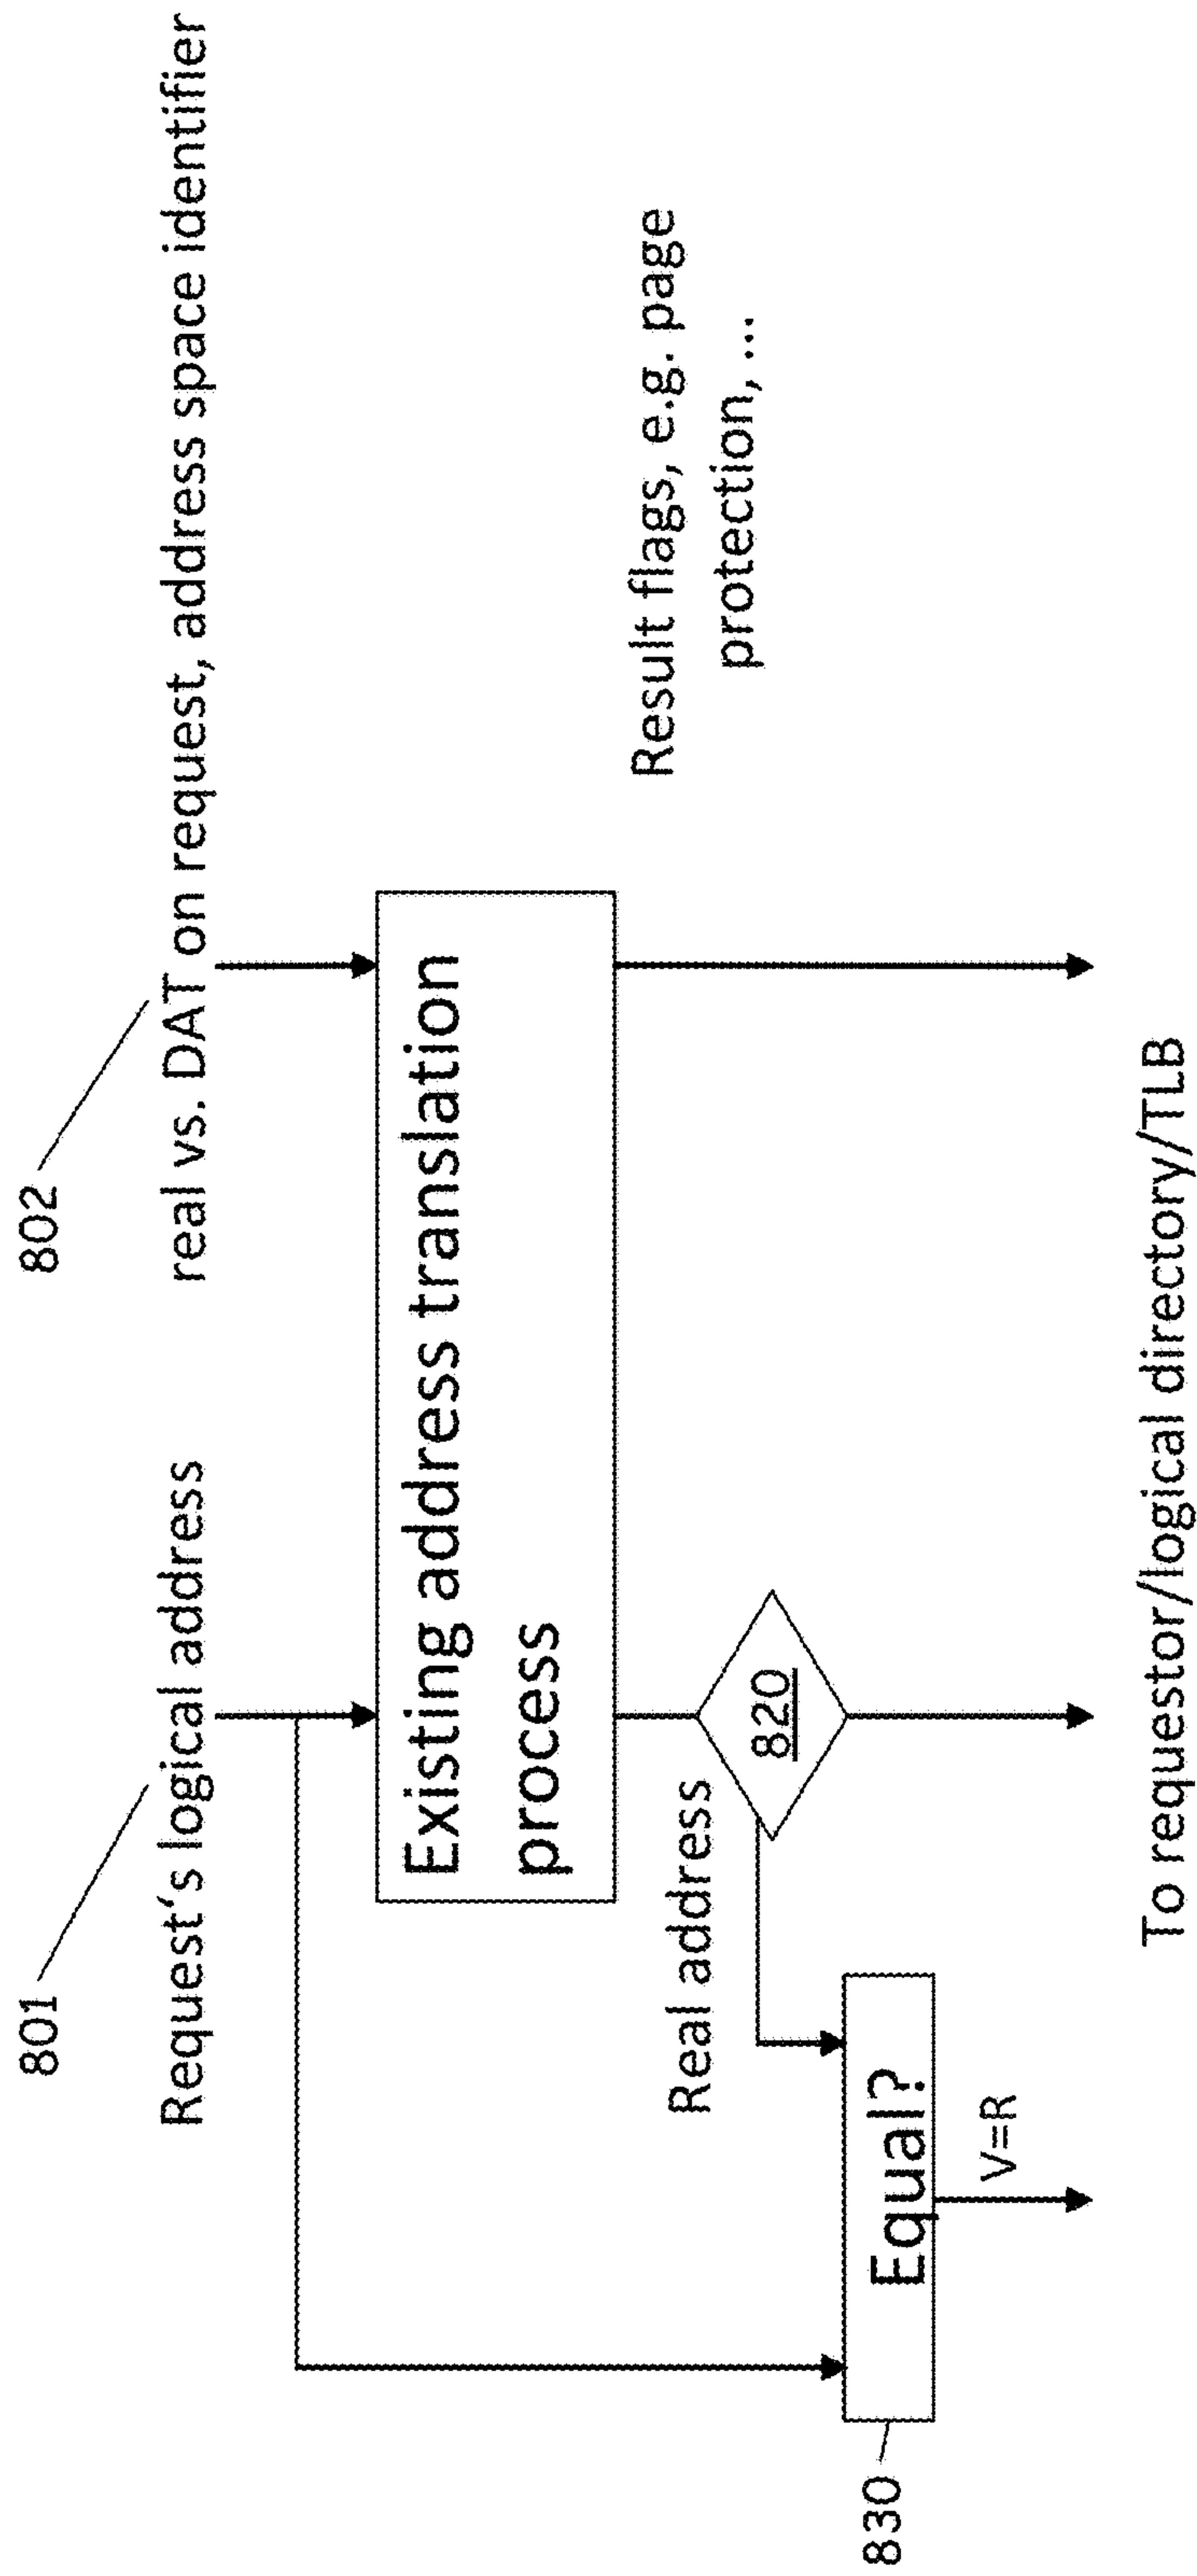 801
802
Request‘s logical address
real vs. DAT on request, address space identifier
Existing address translation
process
Real address
820
Result flags, e.g. page
protection, ...
830
Equal?
V=R
To requestor/logical directory/TLB